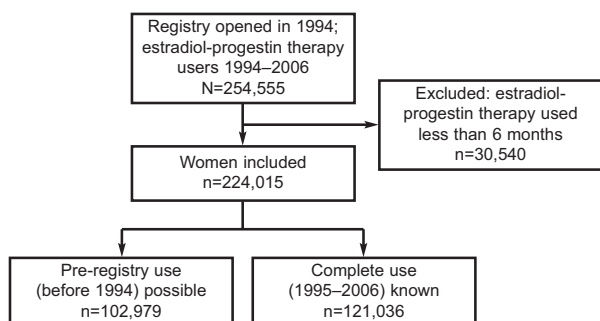 Registry opened in 1994;
estradiol-progestin therapy
users 1994–2006
N=254,555
Excluded: estradiol-
progestin therapy used
less than 6 months
n=30,540
Women included
n=224,015
Pre-registry use
(before 1994) possible
n=102,979
Complete use
(1995–2006) known
n=121,036